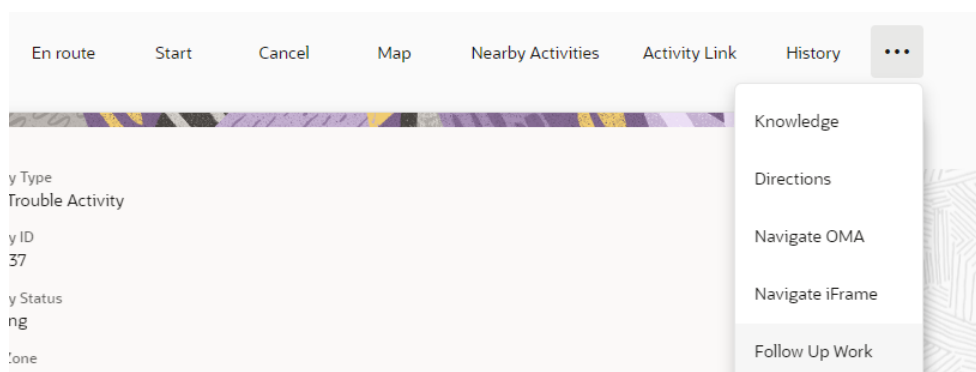 En route Start Cancel Map Nearby Activities Activity Link History •••
Knowledge
y Type
Directions
Trouble Activity
y ID
Navigate OMA
37
y Status
Navigate iFrame
ng
Zone
Follow Up Work